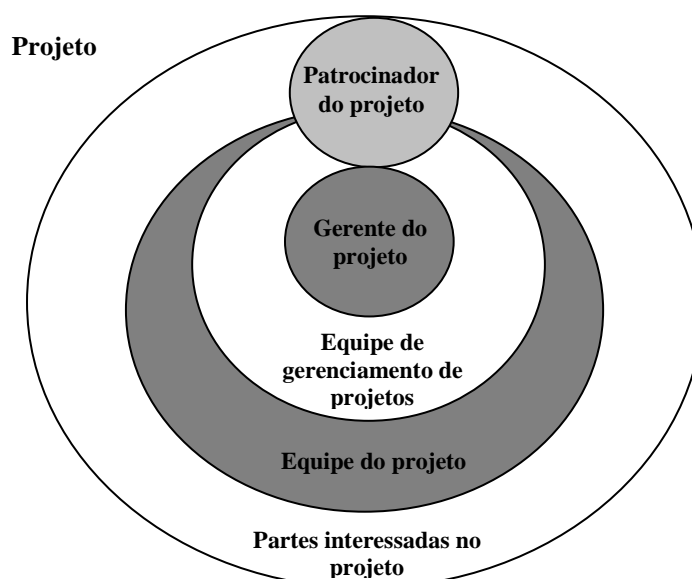 Projeto
Patrocinador
do projeto
Gerente do
projeto
Equipe de
gerenciamento de
projetos
Equipe do projeto
Partes interessadas no
projeto